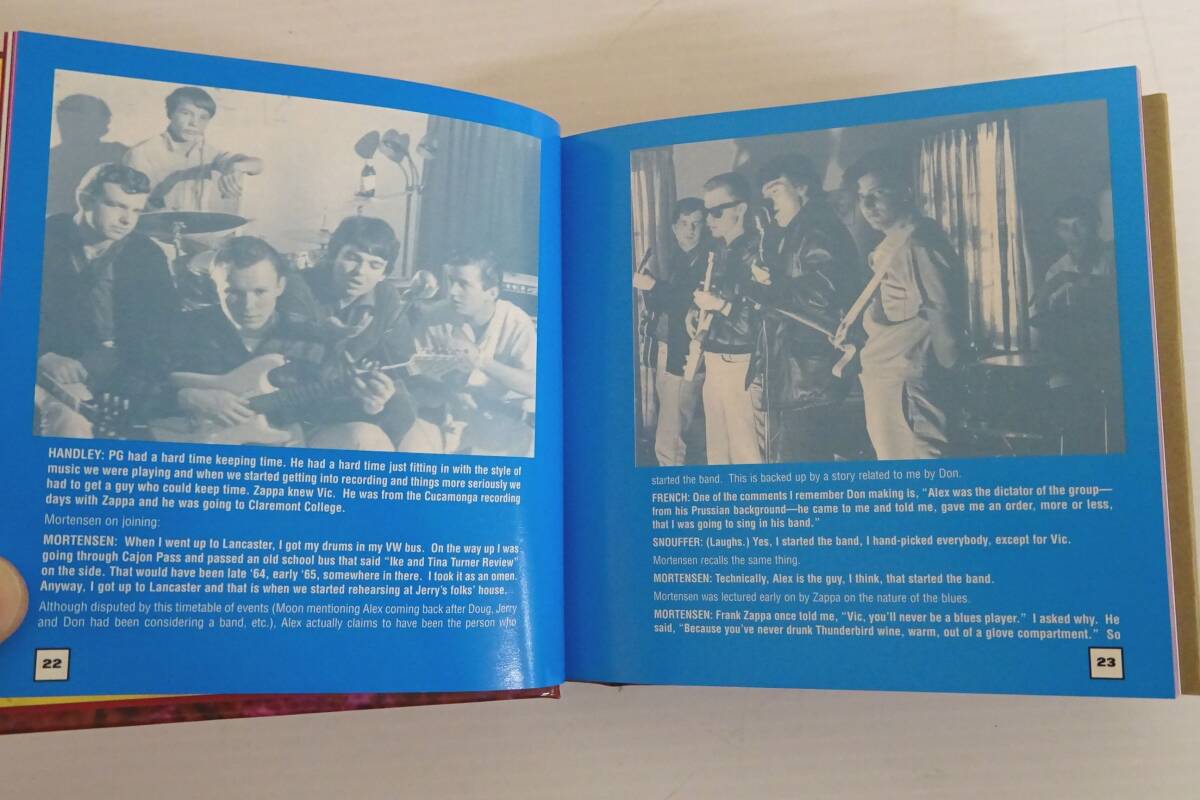 HANDLEY: PG had a hard time keeping time. He had a hard time just fitting in with the style of
music we were playing and when we started getting into recording and things more seriously we
had to get a guy who could keep time. Zappa knew Vic. He was from the Cucamonga recording
days with Zappa and he was going to Claremont College.
Mortensen on joining:
MORTENSEN: When I went up to Lancaster, I got my drums in my VW bus. On the way up I was
going through Cajon Pass and passed an old school bus that said “Ike and Tina Turner Review”
on the side. That would have been late ’64, early ’65, somewhere in there. I took it as an omen.
Anyway, I got up to Lancaster and that is when we started rehearsing at Jerry’s folks’ house.
Although disputed by this timetable of events (Moon mentioning Alex coming back after Doug, Jerry
and Don had been considering a band, etc.), Alex actually claims to have been the person who
22
started the band. This is backed up by a story related to me by Don.
FRENCH: One of the comments I remember Don making is, “Alex was the dictator of the group—
from his Prussian background—he came to me and told me, gave me an order, more or less,
that I was going to sing in his band.”
SNOUFFER: (Laughs.) Yes, I started the band, I hand-picked everybody, except for Vic.
Mortensen recalls the same thing.
MORTENSEN: Technically, Alex is the guy, I think, that started the band.
Mortensen was lectured early on by Zappa on the nature of the blues.
MORTENSEN: Frank Zappa once told me, “Vic, you’ll never be a blues player.” I asked why. He
said, “Because you’ve never drunk Thunderbird wine, warm, out of a glove compartment.” So
23